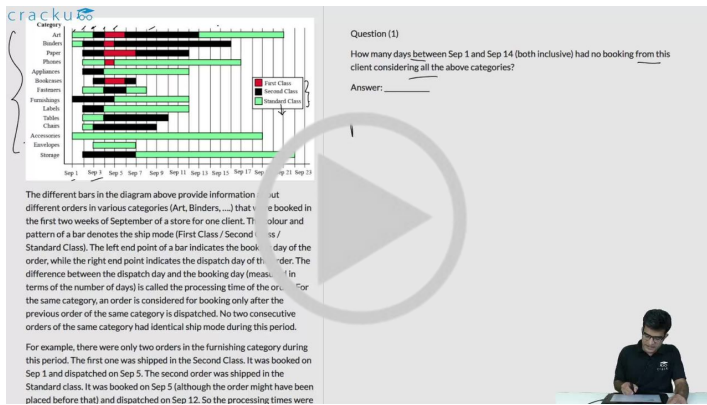 cracku
Category
Art
Binders
Paper
Phones
Appliances
Bookcases
Fasteners
Furnishings
Labels
Tables
Chairs
Accessories
Envelopes
Storage
First Class
Second Class
Standard Class
Sep 1 Sep 3 Sep 5 Sep 7 Sep 9 Sep 11 Sep 13 Sep 15 Sep 17 Sep Sep 21 Sep 23
The different bars in the diagram above provide information
different orders in various categories (Art, Binders, ....) that were booked in
the first two weeks of September of a store for one client. The colour and
pattern of a bar denotes the ship mode (First Class / Second Class /
Standard Class). The left end point of a bar indicates the booking day of the
order, while the right end point indicates the dispatch day of the order. The
difference between the dispatch day and the booking day (measured in
terms of the number of days) is called the processing time of the order. For
the same category, an order is considered for booking only after the
previous order of the same category is dispatched. No two consecutive
orders of the same category had identical ship mode during this period.
For example, there were only two orders in the furnishing category during
this period. The first one was shipped in the Second Class. It was booked on
Sep 1 and dispatched on Sep 5. The second order was shipped in the
Standard class. It was booked on Sep 5 (although the order might have been
placed before that) and dispatched on Sep 12. So the processing times were
Question (1)
How many days between Sep 1 and Sep 14 (both inclusive) had no booking from this
client considering all the above categories?
Answer: __________